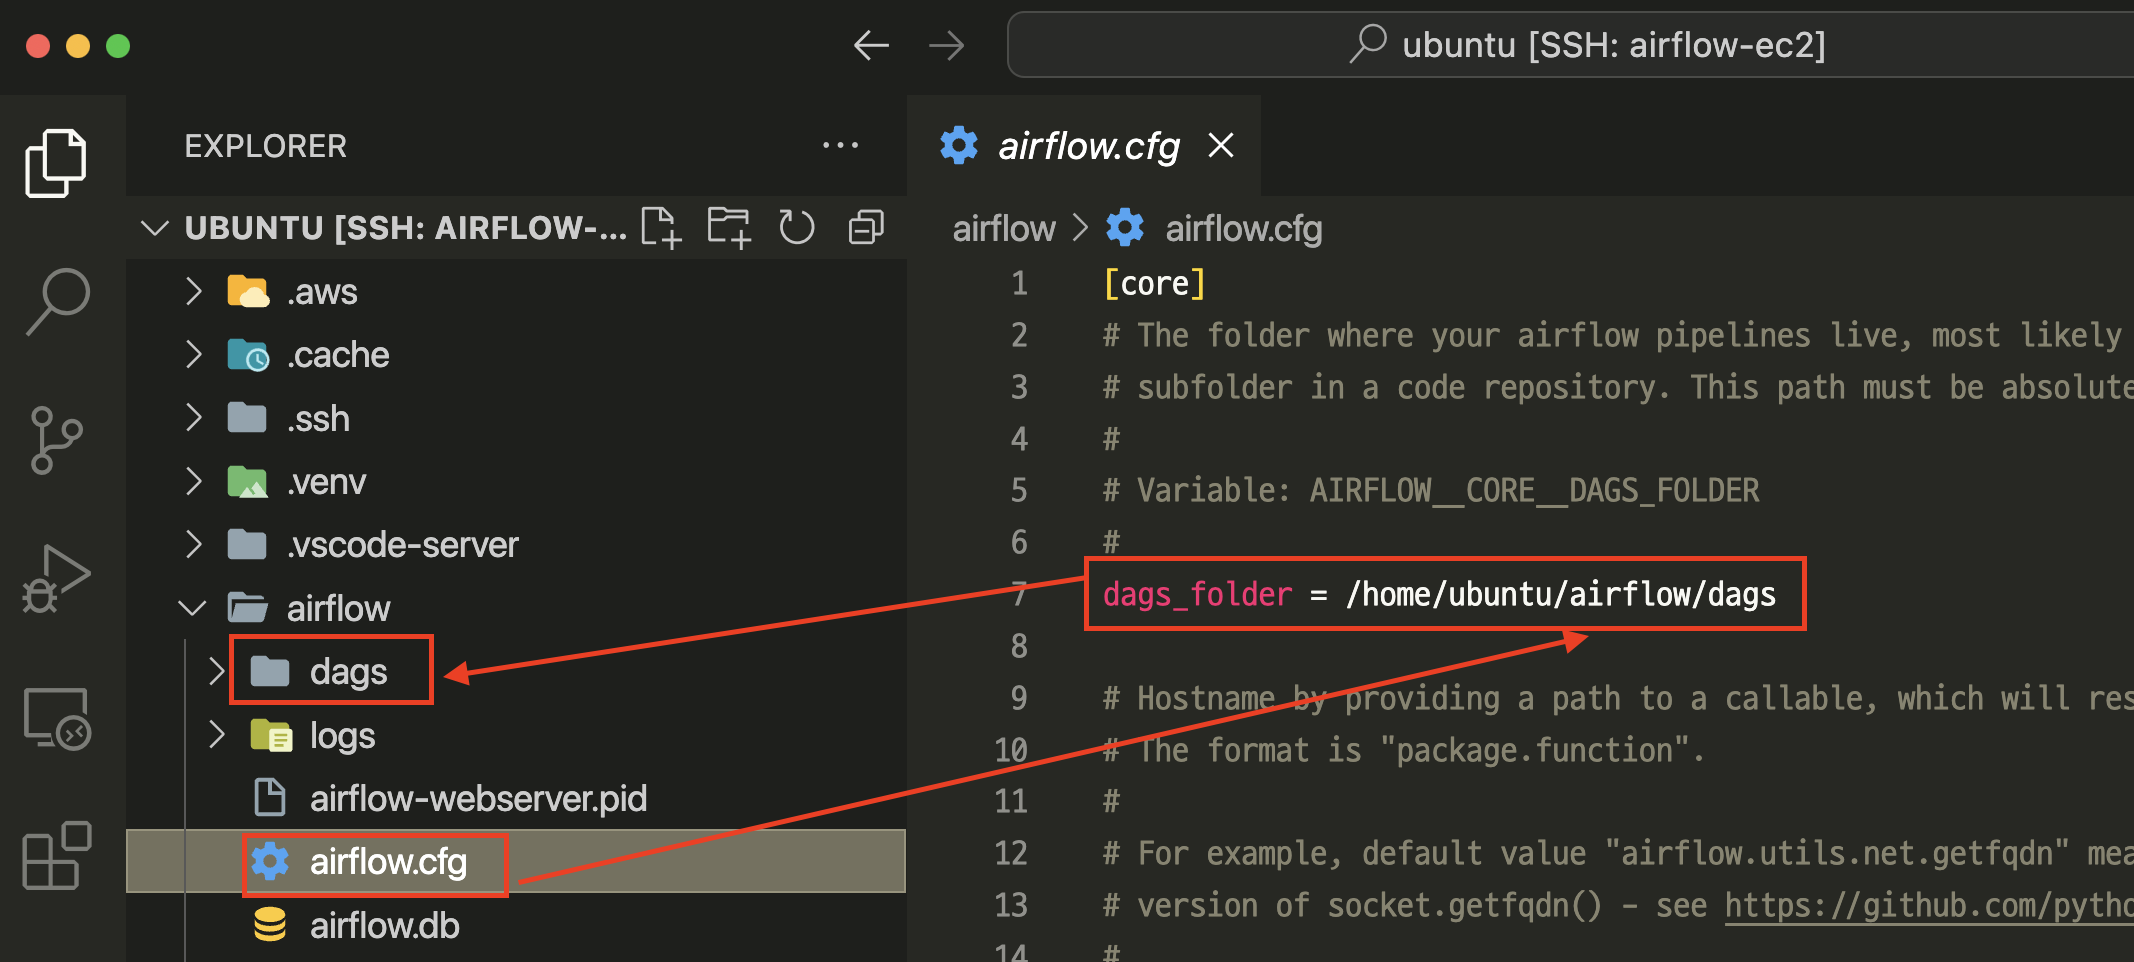 ubuntu [SSH: airflow-ec2]
EXPLORER
UBUNTU [SSH: AIRFLOW-...
.aws
.cache
.ssh
.venv
.vscode-server
airflow
dags
logs
airflow-webserver.pid
airflow.cfg
airflow.db
airflow.cfg
airflow > airflow.cfg
1 [core]
2 # The folder where your airflow pipelines live, most likely
3 # subfolder in a code repository. This path must be absolute
4 #
5 # Variable: AIRFLOW__CORE__DAGS_FOLDER
6 #
7 dags_folder = /home/ubuntu/airflow/dags
8
9 # Hostname by providing a path to a callable, which will res
10 # The format is "package.function".
11 #
12 # For example, default value "airflow.utils.net.getfqdn" mea
13 # version of socket.getfqdn() - see https://github.com/pytho
14 #